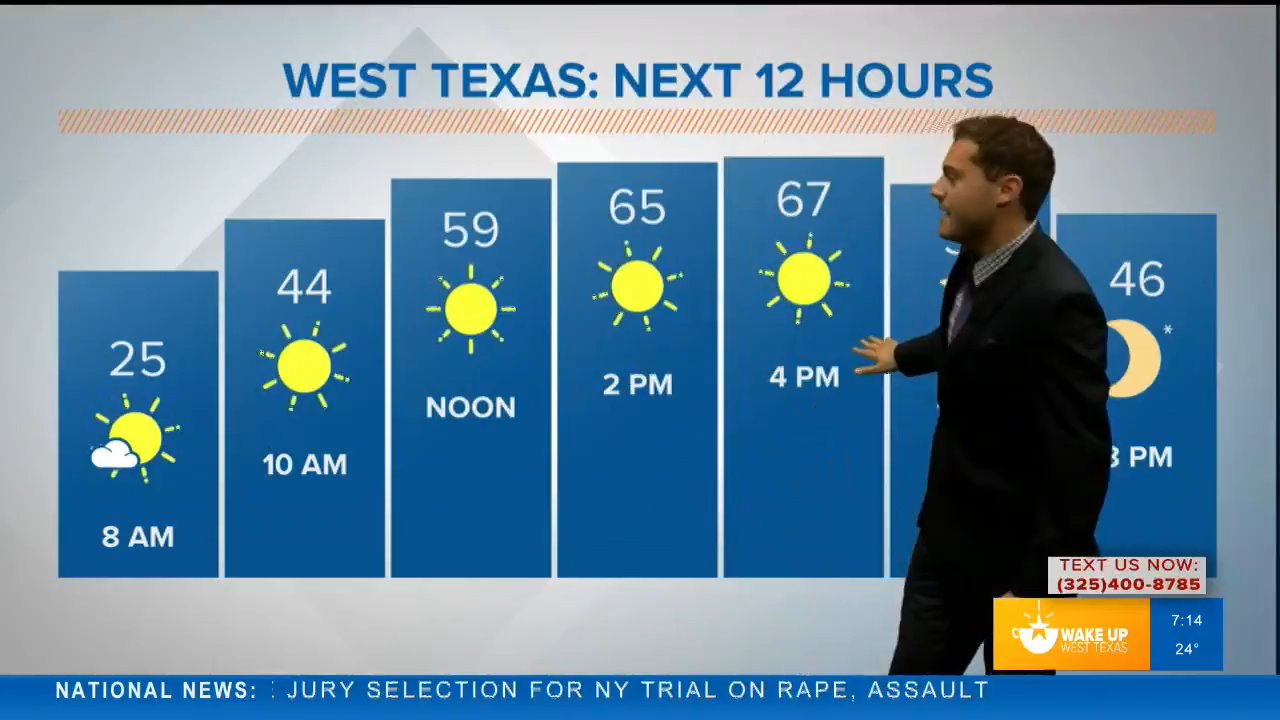 WEST TEXAS: NEXT 12 HOURS
25
44
59
65
67
46
8 AM
10 AM
NOON
2 PM
4 PM
PM
TEXT US NOW:
(325)400-8785
WAKE UP
WEST TEXAS
7:14
24°
NATIONAL NEWS: JURY SELECTION FOR NY TRIAL ON RAPE, ASSAULT